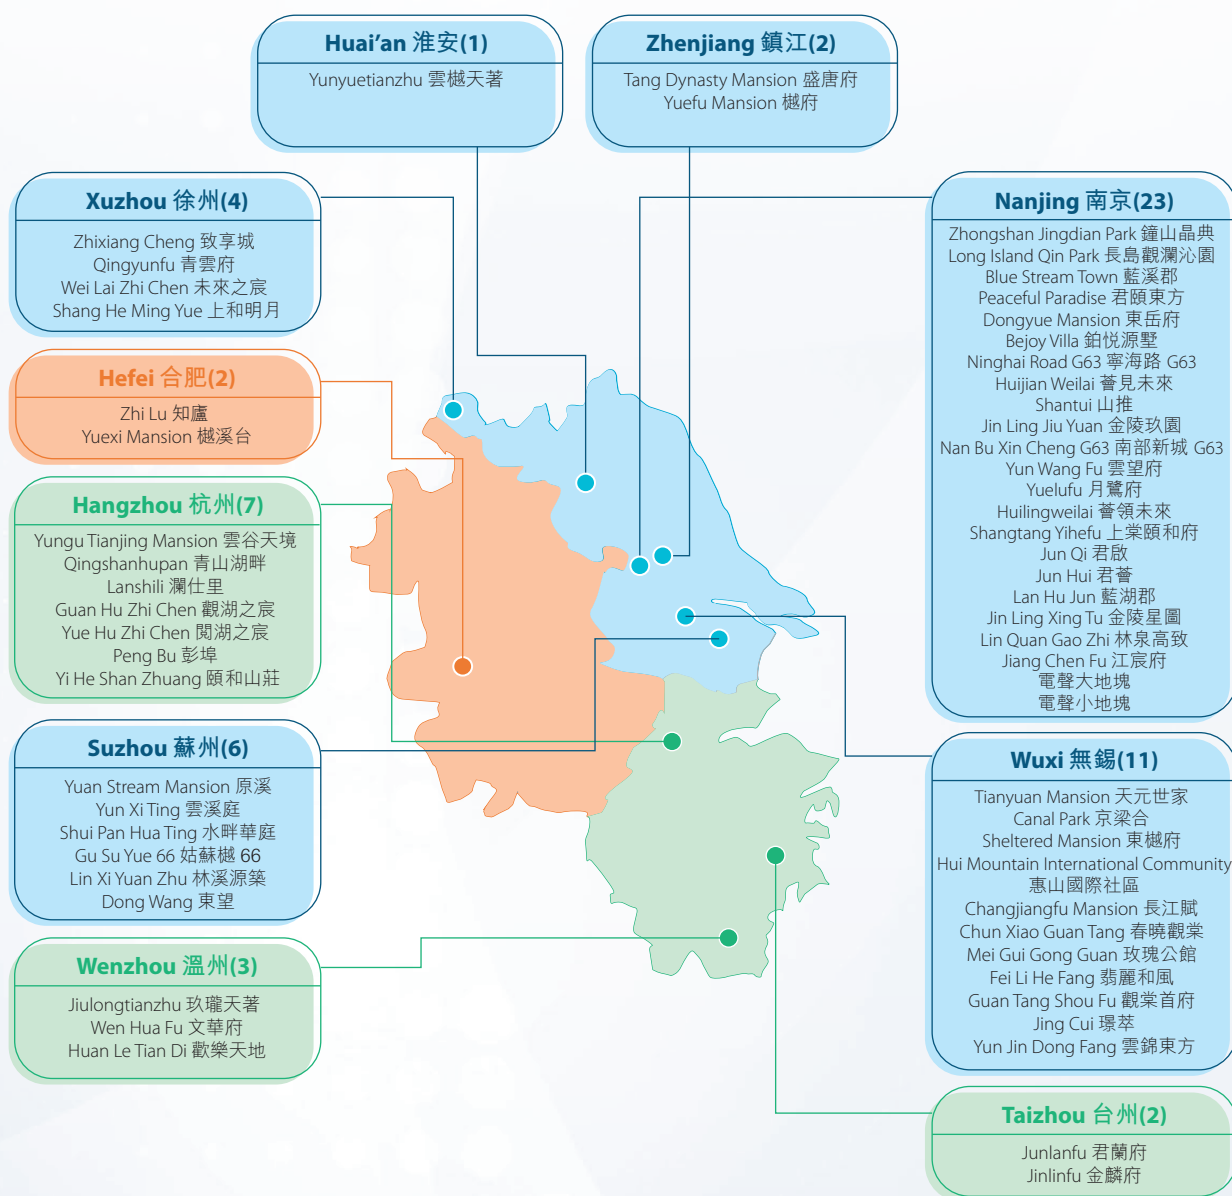 Huai’an 淮安(1)
Yunyuetianzhu 雲樾天著
Zhenjiang 鎮江(2)
Tang Dynasty Mansion 盛唐府
Yuefu Mansion 樾府
Xuzhou 徐州(4)
Zhixiang Cheng 致享城
Qingyunfu 青雲府
Wei Lai Zhi Chen 未來之宸
Shang He Ming Yue 上和明月
Hefei 合肥(2)
Zhi Lu 知廬
Yuexi Mansion 樾溪台
Hangzhou 杭州(7)
Yungu Tianjing Mansion 雲谷天境
Qingshanhupan 青山湖畔
Lanshili 瀾仕里
Guan Hu Zhi Chen 觀湖之宸
Yue Hu Zhi Chen 閱湖之宸
Peng Bu 彭埠
Yi He Shan Zhuang 頤和山莊
Suzhou 蘇州(6)
Yuan Stream Mansion 原溪
Yun Xi Ting 雲溪庭
Shui Pan Hua Ting 水畔華庭
Gu Su Yue 66 姑蘇樾 66
Lin Xi Yuan Zhu 林溪源築
Dong Wang 東望
Wenzhou 溫州(3)
Jiulongtianzhu 玖瓏天著
Wen Hua Fu 文華府
Huan Le Tian Di 歡樂天地
Nanjing 南京(23)
Zhongshan Jingdian Park 鐘山晶典
Long Island Qin Park 長島觀瀾沁園
Blue Stream Town 藍溪郡
Peaceful Paradise 君頤東方
Dongyue Mansion 東岳府
Bejoy Villa 鉑悦源墅
Ninghai Road G63 寧海路 G63
Huijian Weilai 薈見未來
Shantui 山推
Jin Ling Jiu Yuan 金陵玖園
Nan Bu Xin Cheng G63 南部新城 G63
Yun Wang Fu 雲望府
Yuelufu 月鷺府
Huilingweilai 薈領未來
Shangtang Yihefu 上棠頤和府
Jun Qi 君啟
Jun Hui 君薈
Lan Hu Jun 藍湖郡
Jin Ling Xing Tu 金陵星圖
Lin Quan Gao Zhi 林泉高致
Jiang Chen Fu 江宸府
電聲大地塊
電聲小地塊
Wuxi 無錫(11)
Tianyuan Mansion 天元世家
Canal Park 京梁合
Sheltered Mansion 東樾府
Hui Mountain International Community
惠山國際社區
Changjiangfu Mansion 長江賦
Chun Xiao Guan Tang 春曉觀棠
Mei Gui Gong Guan 玫瑰公館
Fei Li He Fang 翡麗和風
Guan Tang Shou Fu 觀棠首府
Jing Cui 璟萃
Yun Jin Dong Fang 雲錦東方
Taizhou 台州(2)
Junlanfu 君蘭府
Jinlinfu 金麟府